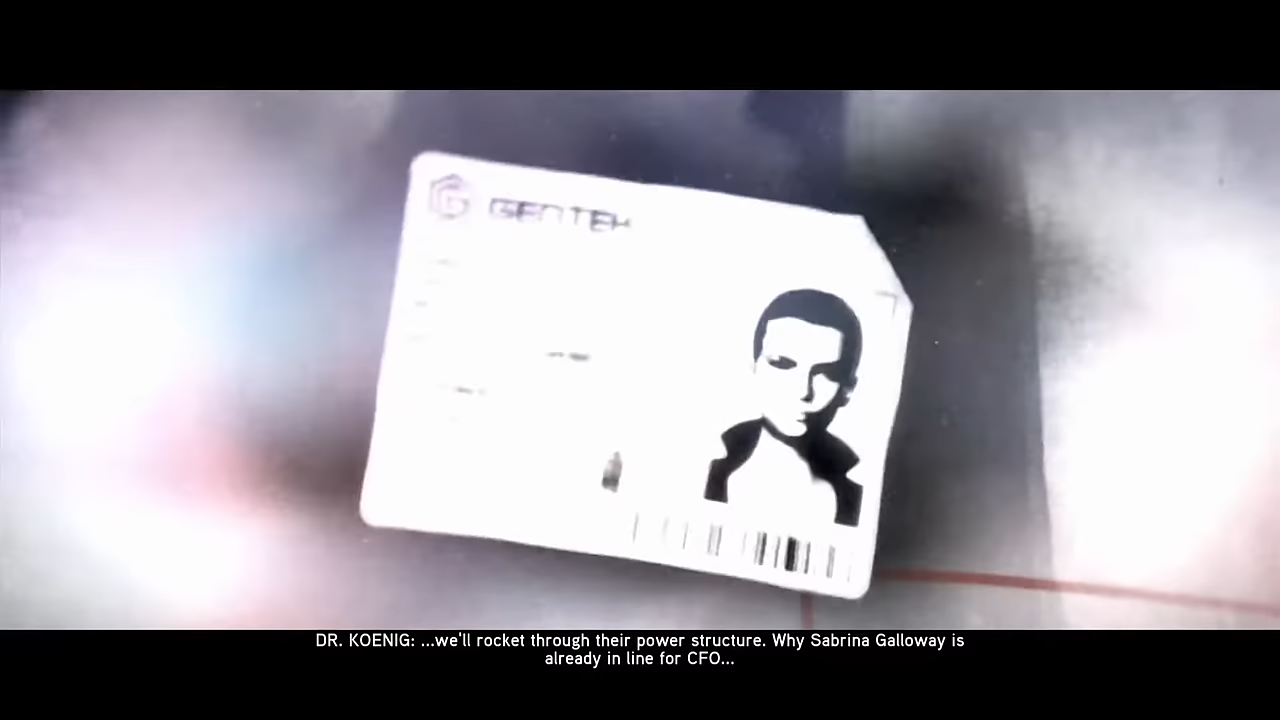 GENTEK
DR. KOENIG: ...we'll rocket through their power structure. Why Sabrina Galloway is
already in line for CFO...